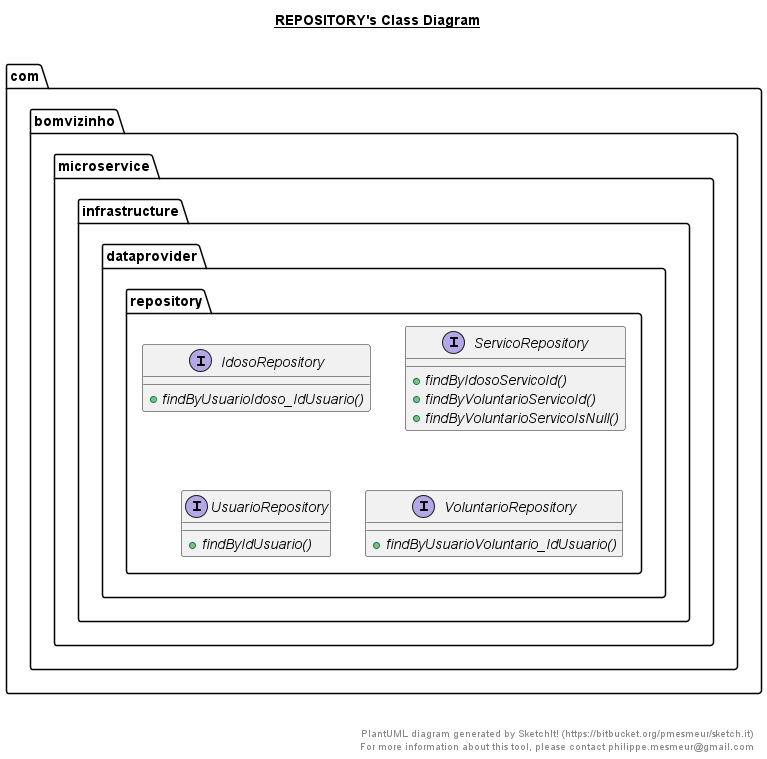 REPOSITORY's Class Diagram
com
bomvizinho
microservice
infrastructure
dataprovider
repository
I IdosoRepository
findByUsuarioIdoso_IdUsuario()
I ServicoRepository
findByIdosoServicoId()
findByVoluntarioServicoId()
findByVoluntarioServicoIsNull()
I UsuarioRepository
findByIdUsuario()
I VoluntarioRepository
findByUsuarioVoluntario_IdUsuario()
PlantUML diagram generated by SketchIt! (https://bitbucket.org/pmesmeur/sketch.it)
For more information about this tool, please contact philippe.mesmeur@gmail.com